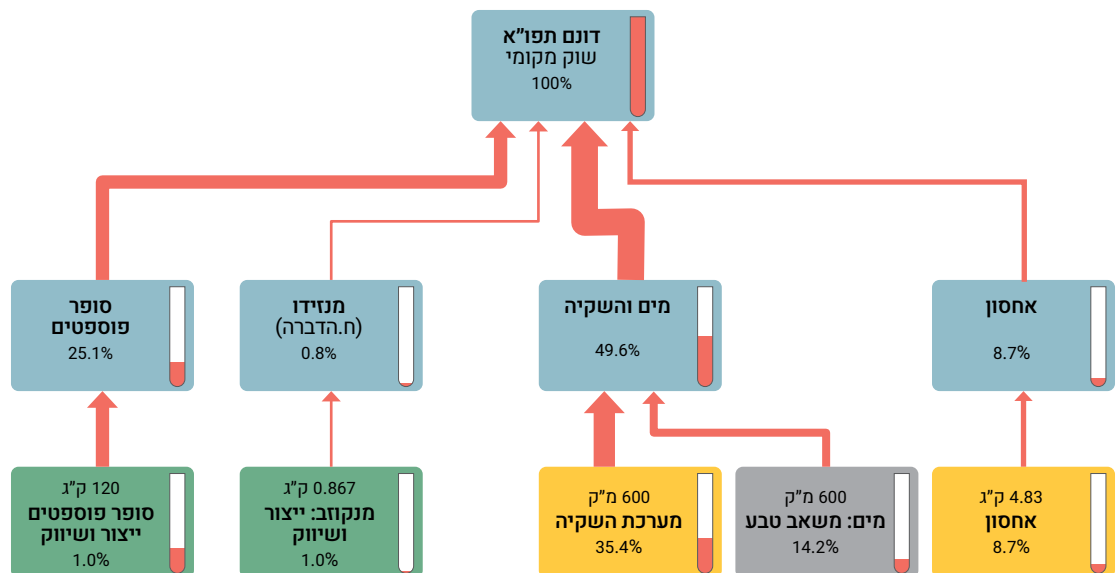 דונם תפו״א
שוק מקומי
100%
אחסון
8.7%
מים והשקיה
49.6%
מנזידו
(ח.הדברה)
0.8%
סופר
פוספטים
25.1%
4.83 ק״ג
אחסון
8.7%
600 מ״ק
מים: משאב טבע
14.2%
600 מ״ק
מערכת השקיה
35.4%
0.867 ק״ג
מנקוזב: ייצור
ושיווק
1.0%
120 ק״ג
סופר פוספטים
ייצור ושיווק
1.0%